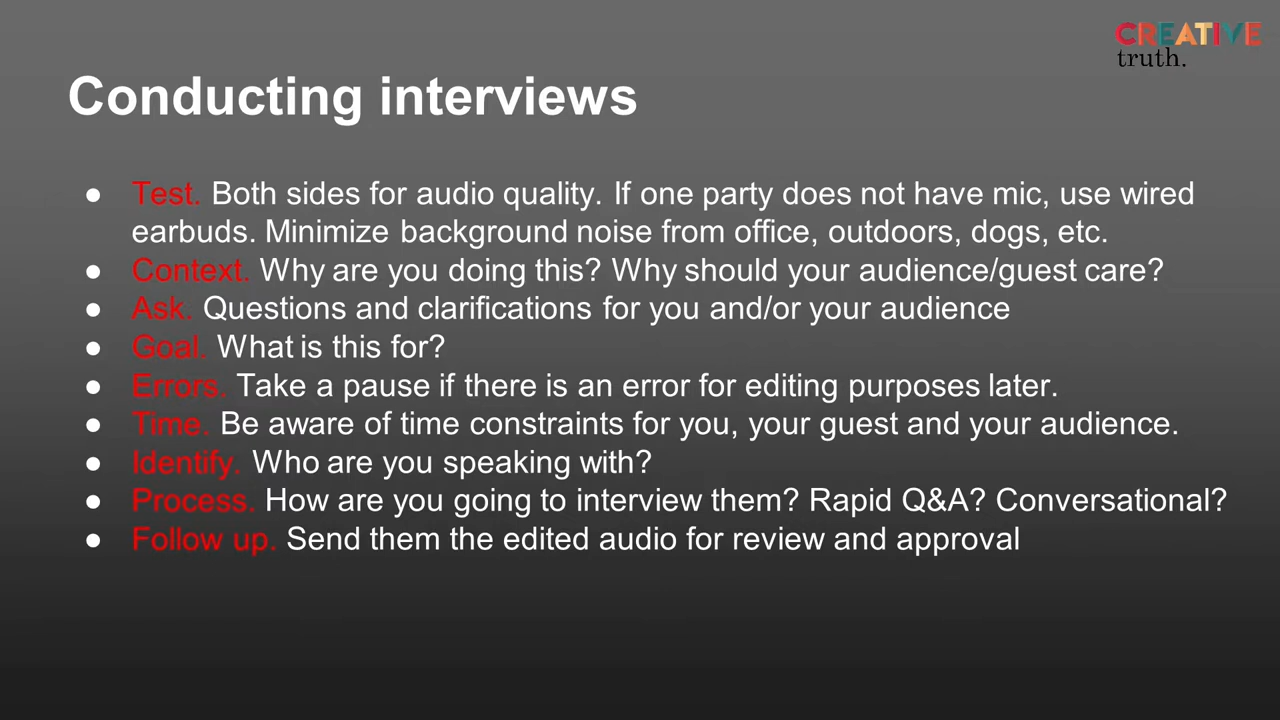 CREATIVE
truth.
Conducting interviews
● Test. Both sides for audio quality. If one party does not have mic, use wired
earbuds. Minimize background noise from office, outdoors, dogs, etc.
● Context. Why are you doing this? Why should your audience/guest care?
● Ask. Questions and clarifications for you and/or your audience
● Goal. What is this for?
● Errors. Take a pause if there is an error for editing purposes later.
● Time. Be aware of time constraints for you, your guest and your audience.
● Identify. Who are you speaking with?
● Process. How are you going to interview them? Rapid Q&A? Conversational?
● Follow up. Send them the edited audio for review and approval